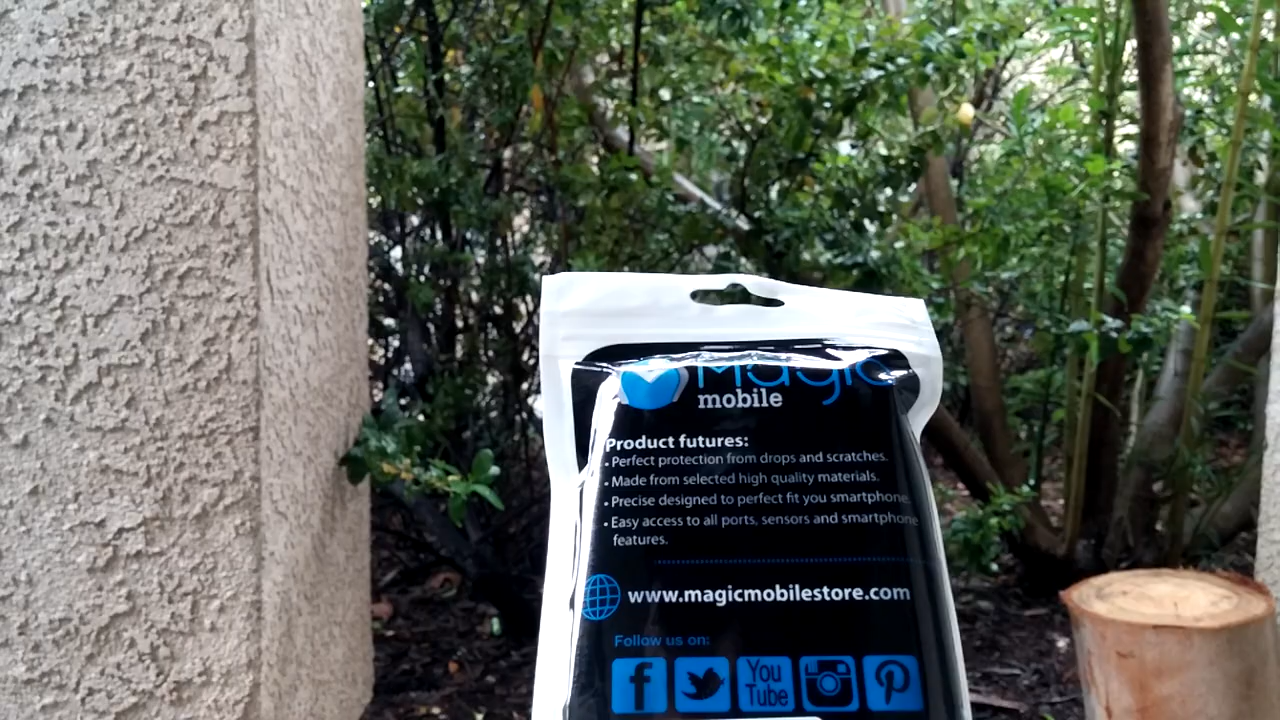 Magic
mobile
Product futures:
• Perfect protection from drops and scratches.
• Made from selected high quality materials.
• Precise designed to perfect fit you smartphone.
• Easy access to all ports, sensors and smartphone
features.
www.magicmobilestore.com
Follow us on:
f
You
Tube